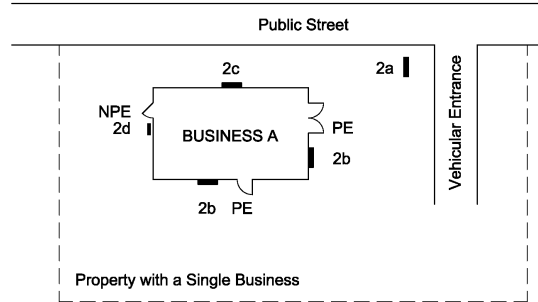 Public Street
2c
2a
NPE
2d
BUSINESS A
PE
2b
Vehicular Entrance
2b
PE
Property with a Single Business